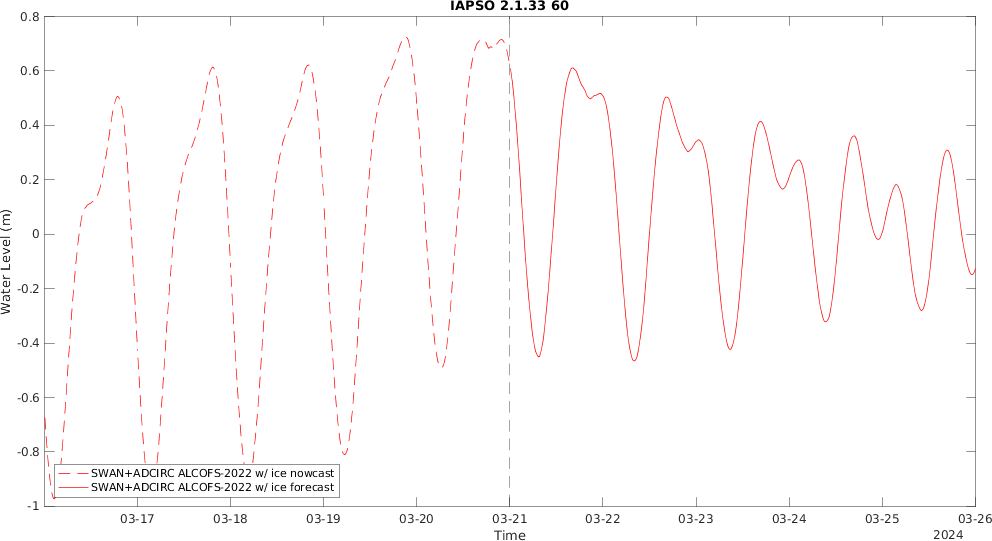 IAPSO 2.1.33 60
0.8
0.6
0.4
0.2
0
-0.2
-0.4
-0.6
-0.8
-1
Water Level (m)
SWAN+ADCIRC ALCOFS-2022 w/ ice nowcast
SWAN+ADCIRC ALCOFS-2022 w/ ice forecast
03-17 03-18 03-19 03-20 03-21 03-22 03-23 03-24 03-25 03-26
Time
2024